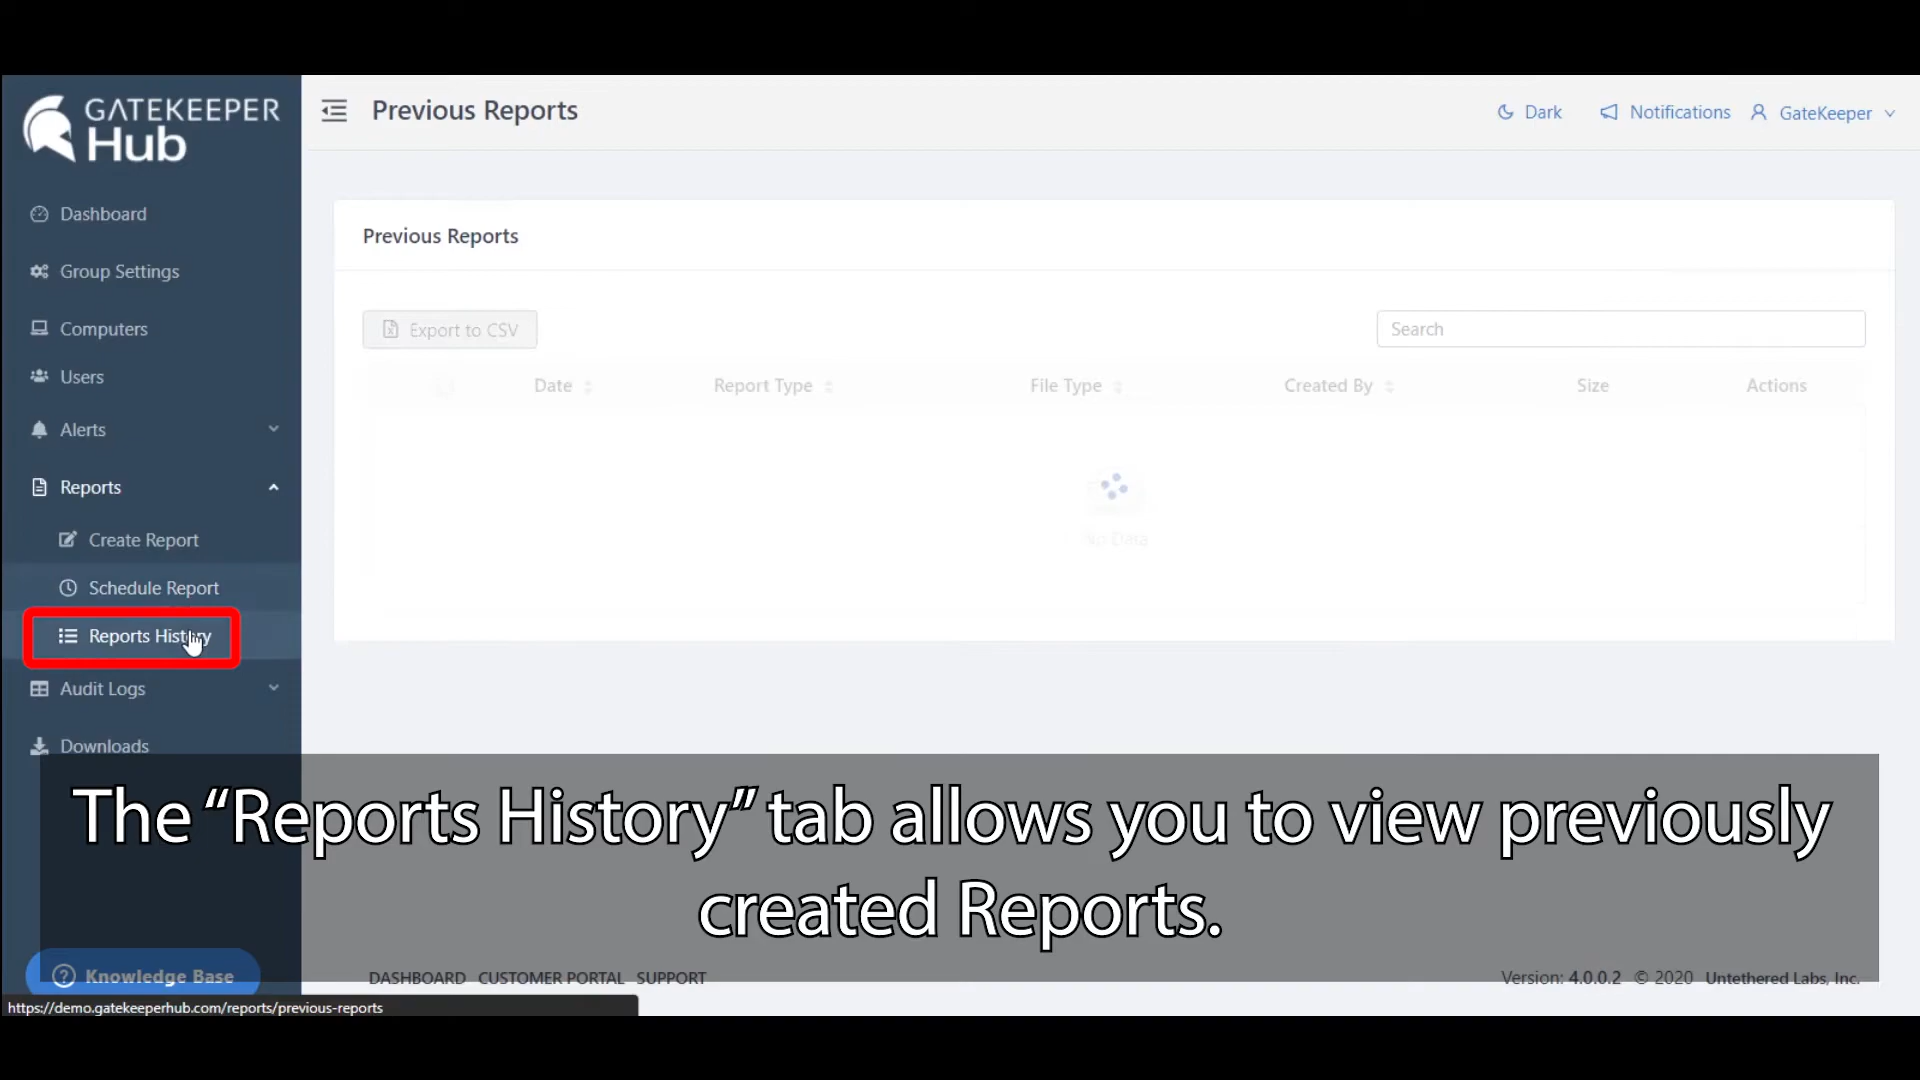 GATEKEEPER
Hub
Previous Reports
Dark
Notifications
GateKeeper
Dashboard
Group Settings
Computers
Users
Alerts
Reports
Create Report
Schedule Report
Reports History
Audit Logs
Downloads
Previous Reports
Export to CSV
Search
Date
Report Type
File Type
Created By
Size
Actions
No Data
The “Reports History” tab allows you to view previously
created Reports.
Knowledge Base
DASHBOARD CUSTOMER PORTAL SUPPORT
Version: 4.0.0.2 © 2020 Untethered Labs, Inc.
https://demo.gatekeeperhub.com/reports/previous-reports